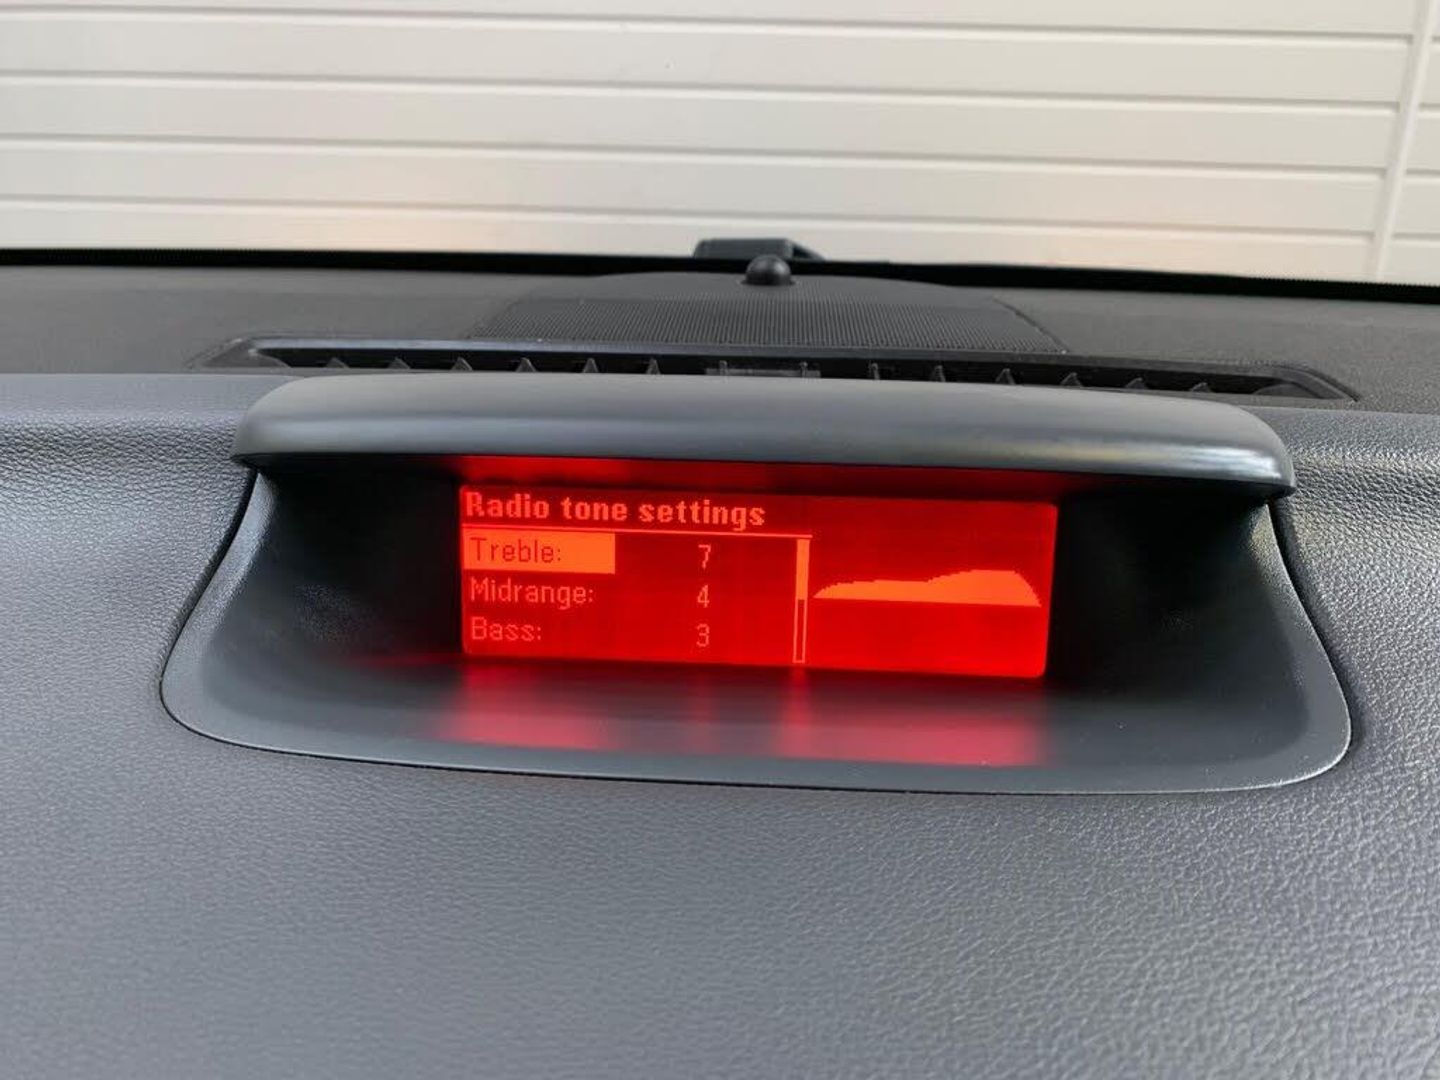 Radio tone settings
Treble: 7
Midrange: 4
Bass: 3